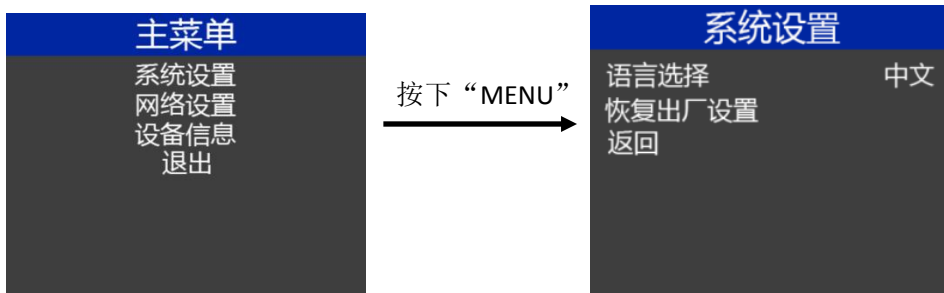 主菜单
系统设置
网络设置
设备信息
退出
按下“MENU”
系统设置
语言选择 中文
恢复出厂设置
返回